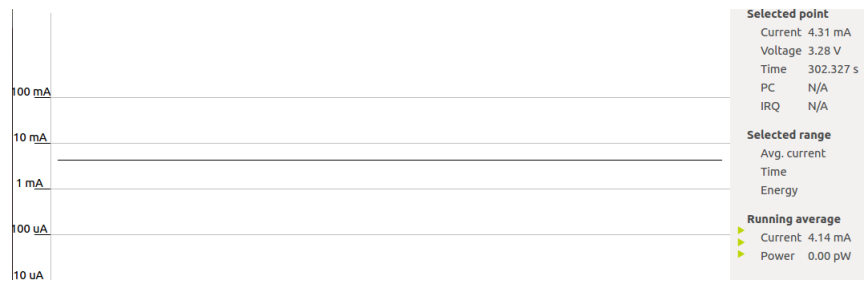 100 mA
10 mA
1 mA
100 uA
10 uA
Selected point
Current 4.31 mA
Voltage 3.28 V
Time 302.327 s
PC N/A
IRQ N/A
Selected range
Avg. current
Time
Energy
Running average
Current 4.14 mA
Power 0.00 pW